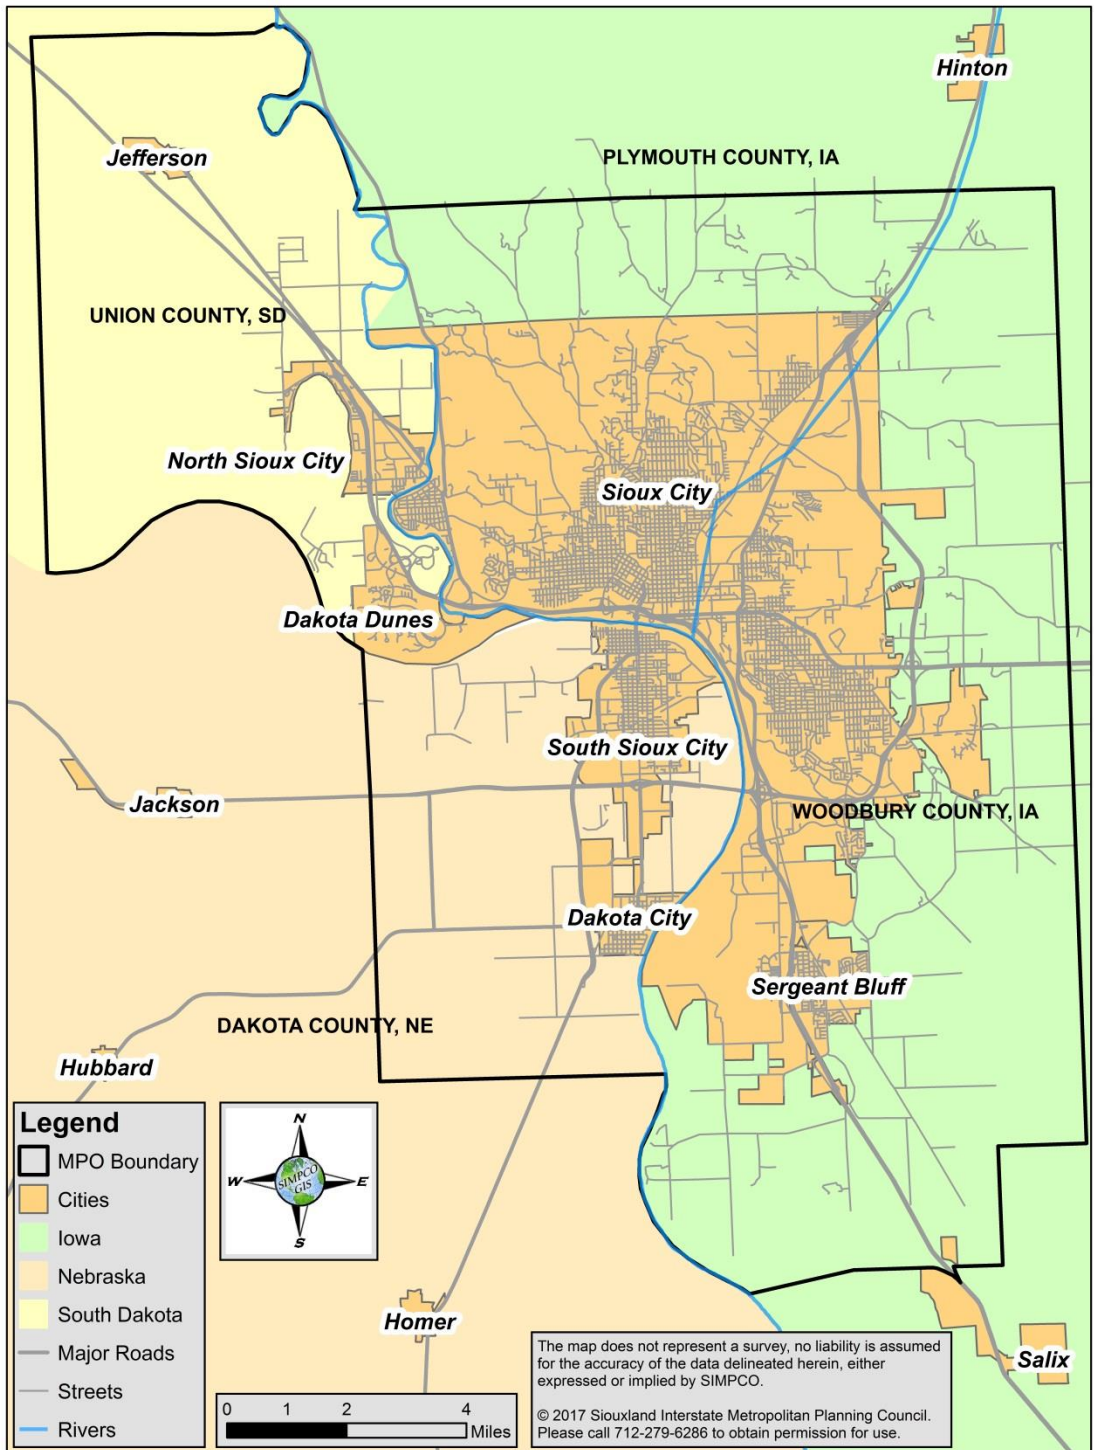 Hinton
PLYMOUTH COUNTY, IA
Jefferson
UNION COUNTY, SD
North Sioux City
Sioux City
Dakota Dunes
South Sioux City
Jackson
WOODBURY COUNTY, IA
Dakota City
Sergeant Bluff
DAKOTA COUNTY, NE
Hubbard
Legend
MPO Boundary
Cities
Iowa
Nebraska
South Dakota
Major Roads
Streets
Rivers
N
W
SIMPCO
GIS
E
S
Homer
Salix
0 1 2 4
Miles
The map does not represent a survey, no liability is assumed
for the accuracy of the data delineated herein, either
expressed or implied by SIMPCO.
© 2017 Siouxland Interstate Metropolitan Planning Council.
Please call 712-279-6286 to obtain permission for use.